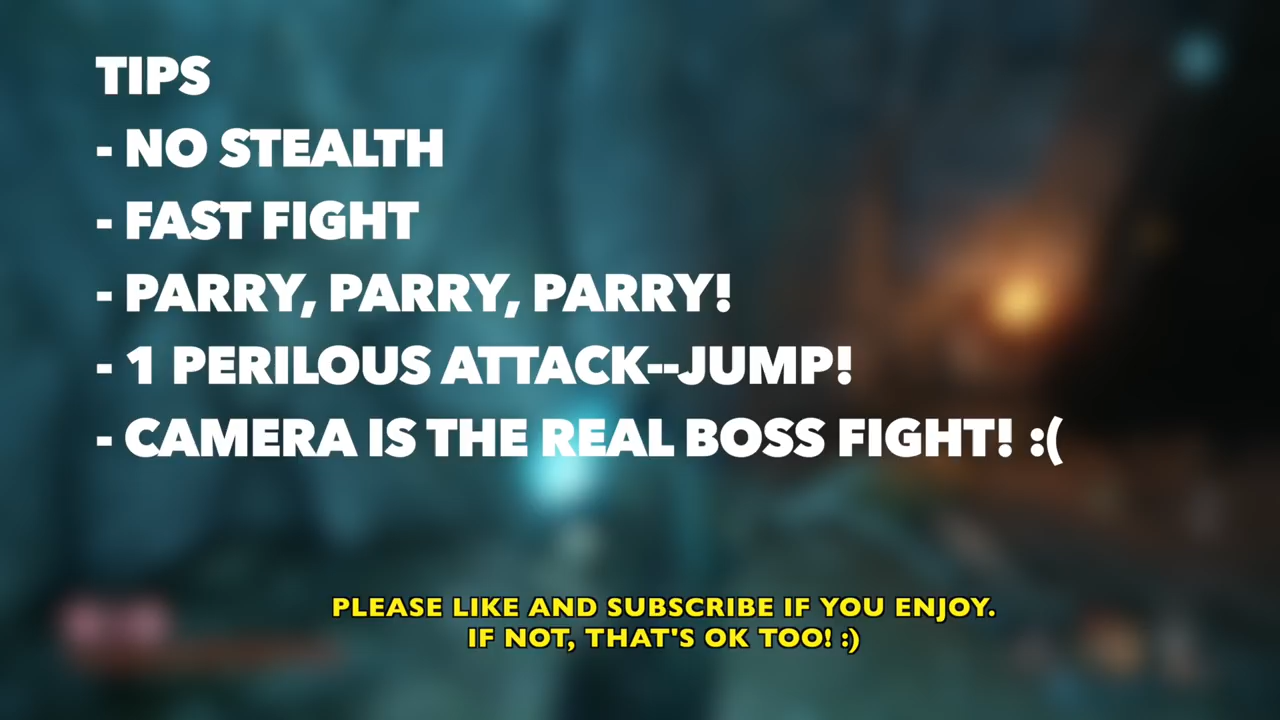 TIPS
- NO STEALTH
- FAST FIGHT
- PARRY, PARRY, PARRY!
- 1 PERILOUS ATTACK--JUMP!
- CAMERA IS THE REAL BOSS FIGHT! :(
PLEASE LIKE AND SUBSCRIBE IF YOU ENJOY.
IF NOT, THAT'S OK TOO! :)